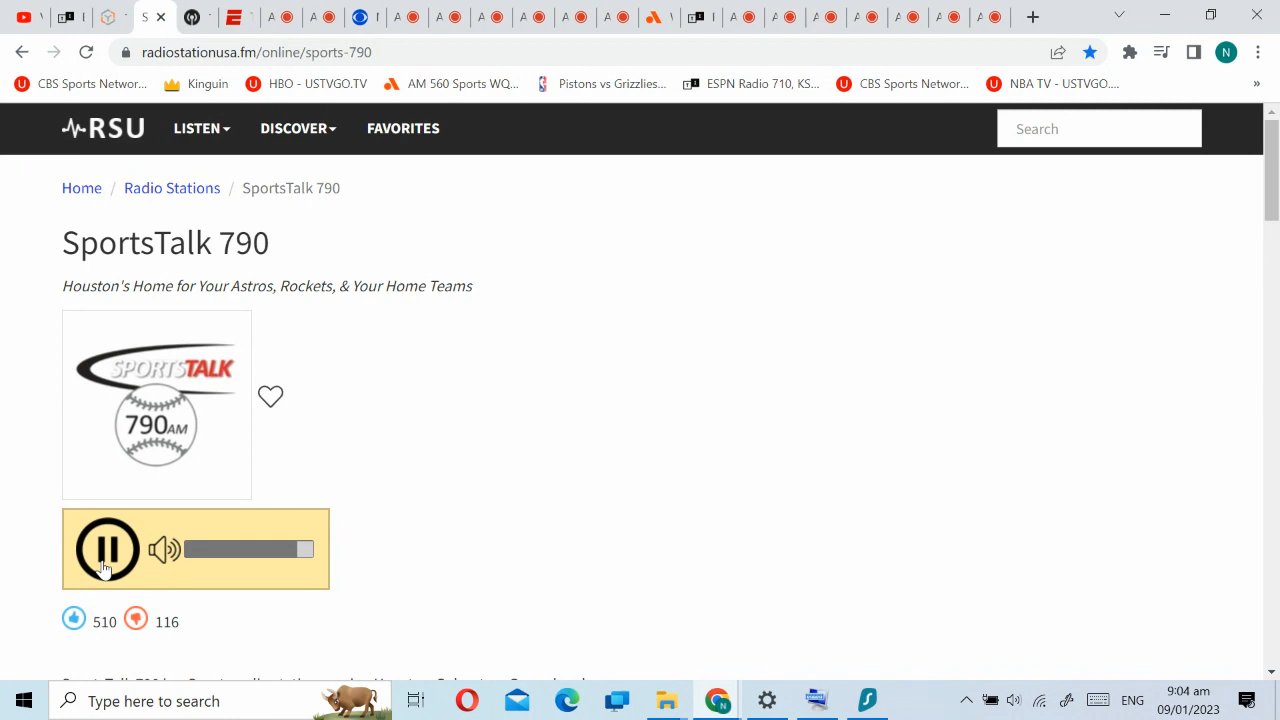 S
radiostationusa.fm/online/sports-790
N
CBS Sports Networ...
Kinguin
HBO - USTVGO.TV
AM 560 Sports WQ...
Pistons vs Grizzlies...
ESPN Radio 710, KS...
CBS Sports Networ...
NBA TV - USTVGO....
»
RSU
LISTEN
DISCOVER
FAVORITES
Search
Home / Radio Stations / SportsTalk 790
SportsTalk 790
Houston's Home for Your Astros, Rockets, & Your Home Teams
SPORTSTALK
790AM
510
116
Type here to search
ENG
9:04 am
09/01/2023